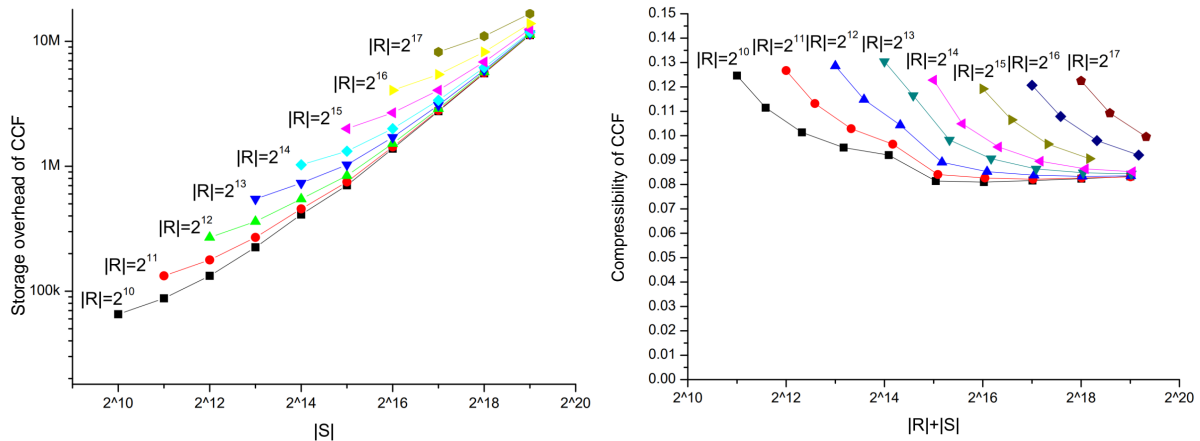 Storage overhead of CCF
10M
1M
100k
|R|=2^17
|R|=2^16
|R|=2^15
|R|=2^14
|R|=2^13
|R|=2^12
|R|=2^11
|R|=2^10
2^10 2^12 2^14 2^16 2^18 2^20
|S|
Compressibility of CCF
0.15
0.14
0.13
0.12
0.11
0.10
0.09
0.08
0.07
0.06
0.05
0.04
0.03
0.02
0.01
0.00
|R|=2^10 |R|=2^11 |R|=2^12 |R|=2^13 |R|=2^14 |R|=2^15 |R|=2^16 |R|=2^17
2^10 2^12 2^14 2^16 2^18 2^20
|R|+|S|